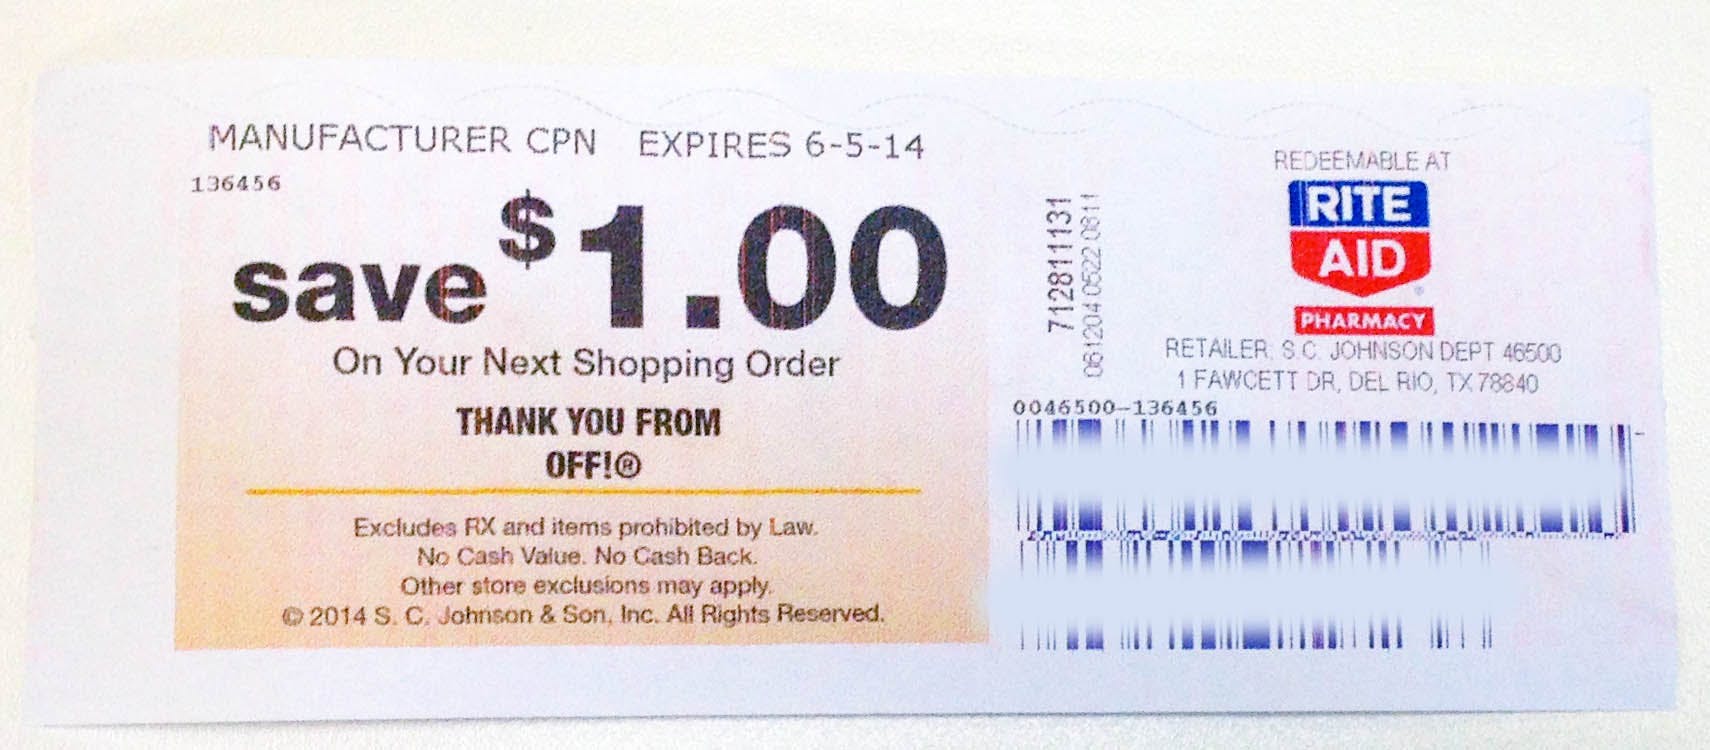 MANUFACTURER CPN EXPIRES 6-5-14
136456
save $1.00
On Your Next Shopping Order
THANK YOU FROM
OFF!®
Excludes RX and items prohibited by Law.
No Cash Value. No Cash Back.
Other store exclusions may apply.
© 2014 S. C. Johnson & Son, Inc. All Rights Reserved.
712811131
061204 0522 0811
REDEEMABLE AT
RITE
AID
®
PHARMACY
RETAILER: S.C. JOHNSON DEPT 46500
1 FAWCETT DR, DEL RIO, TX 78840
0046500-136456